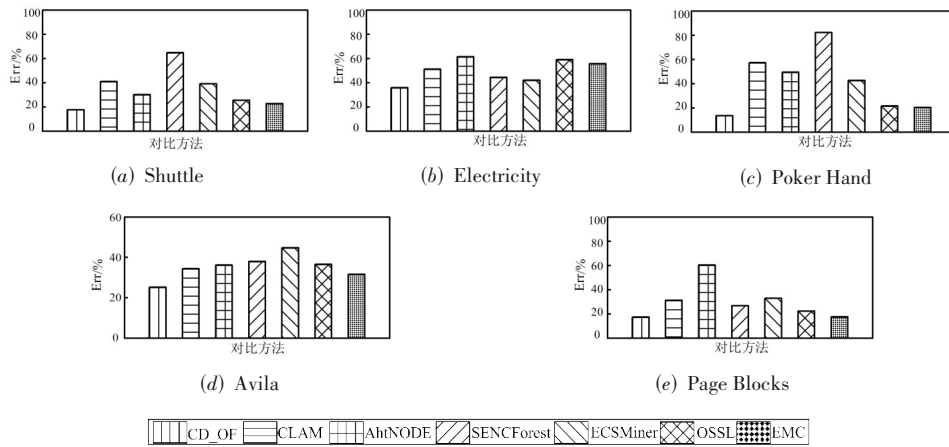 100
80
60
40
20
0
Err/%
对比方法
(a) Shuttle
100
80
60
40
20
0
Err/%
对比方法
(b) Electricity
100
80
60
40
20
0
Err/%
对比方法
(c) Poker Hand
60
40
20
0
Err/%
对比方法
(d) Avila
100
80
60
40
20
0
Err/%
对比方法
(e) Page Blocks
CD_OF CLAM AhtNODE SENCForest ECSMiner OSSL EMC